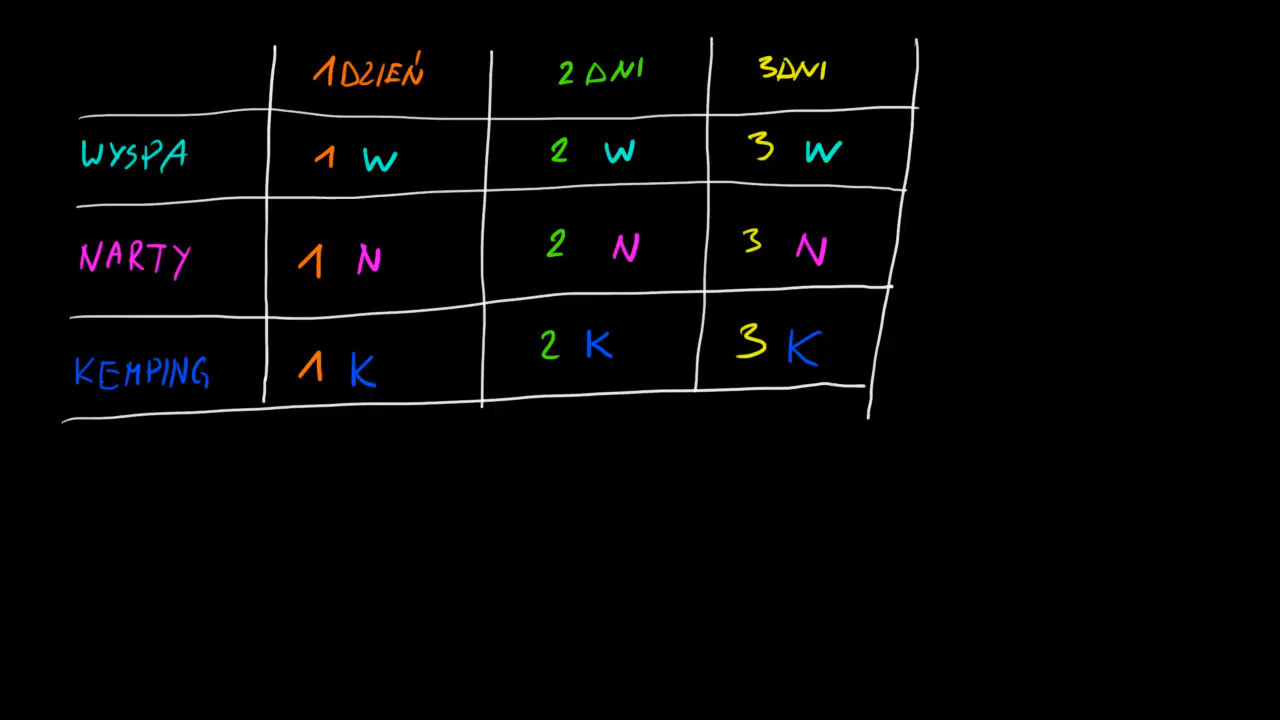 1 DZIEŃ 2 DNI 3 DNI
WYSPA 1 W 2 W 3 W
NARTY 1 N 2 N 3 N
KEMPING 1 K 2 K 3 K